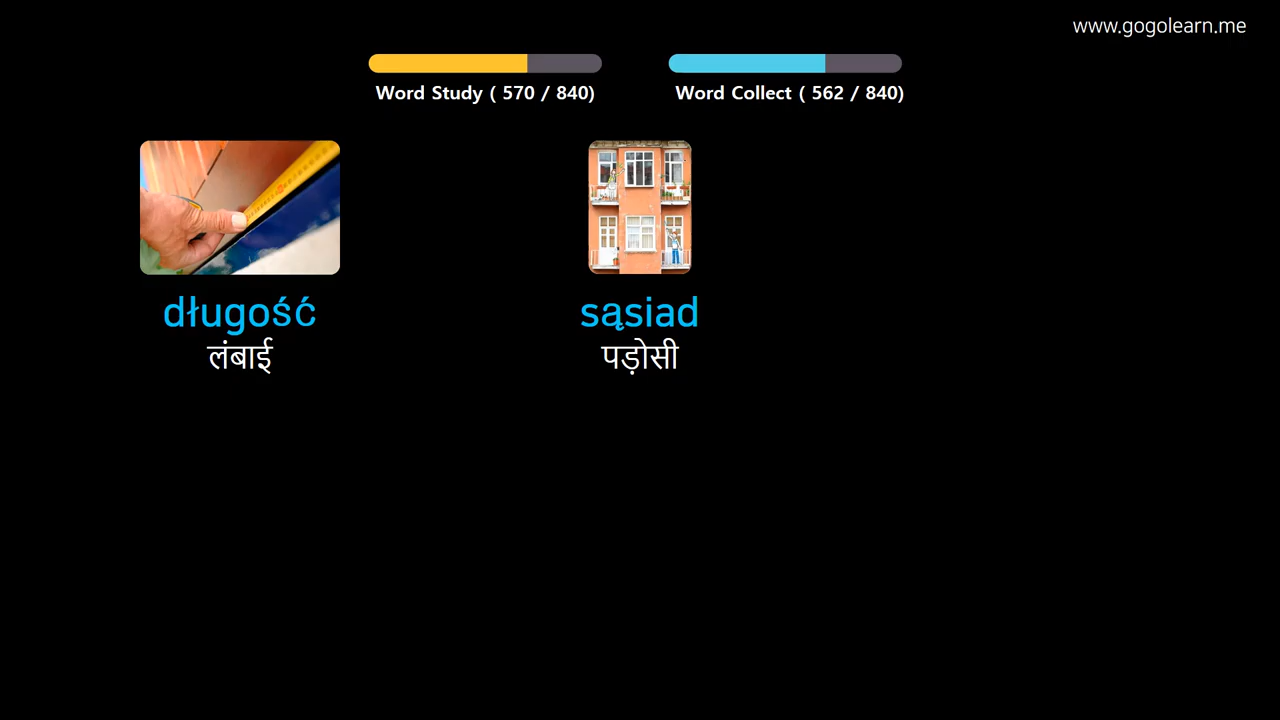 www.gogolearn.me
Word Study ( 570 / 840)
Word Collect ( 562 / 840)
długość
लंबाई
sąsiad
पड़ोसी